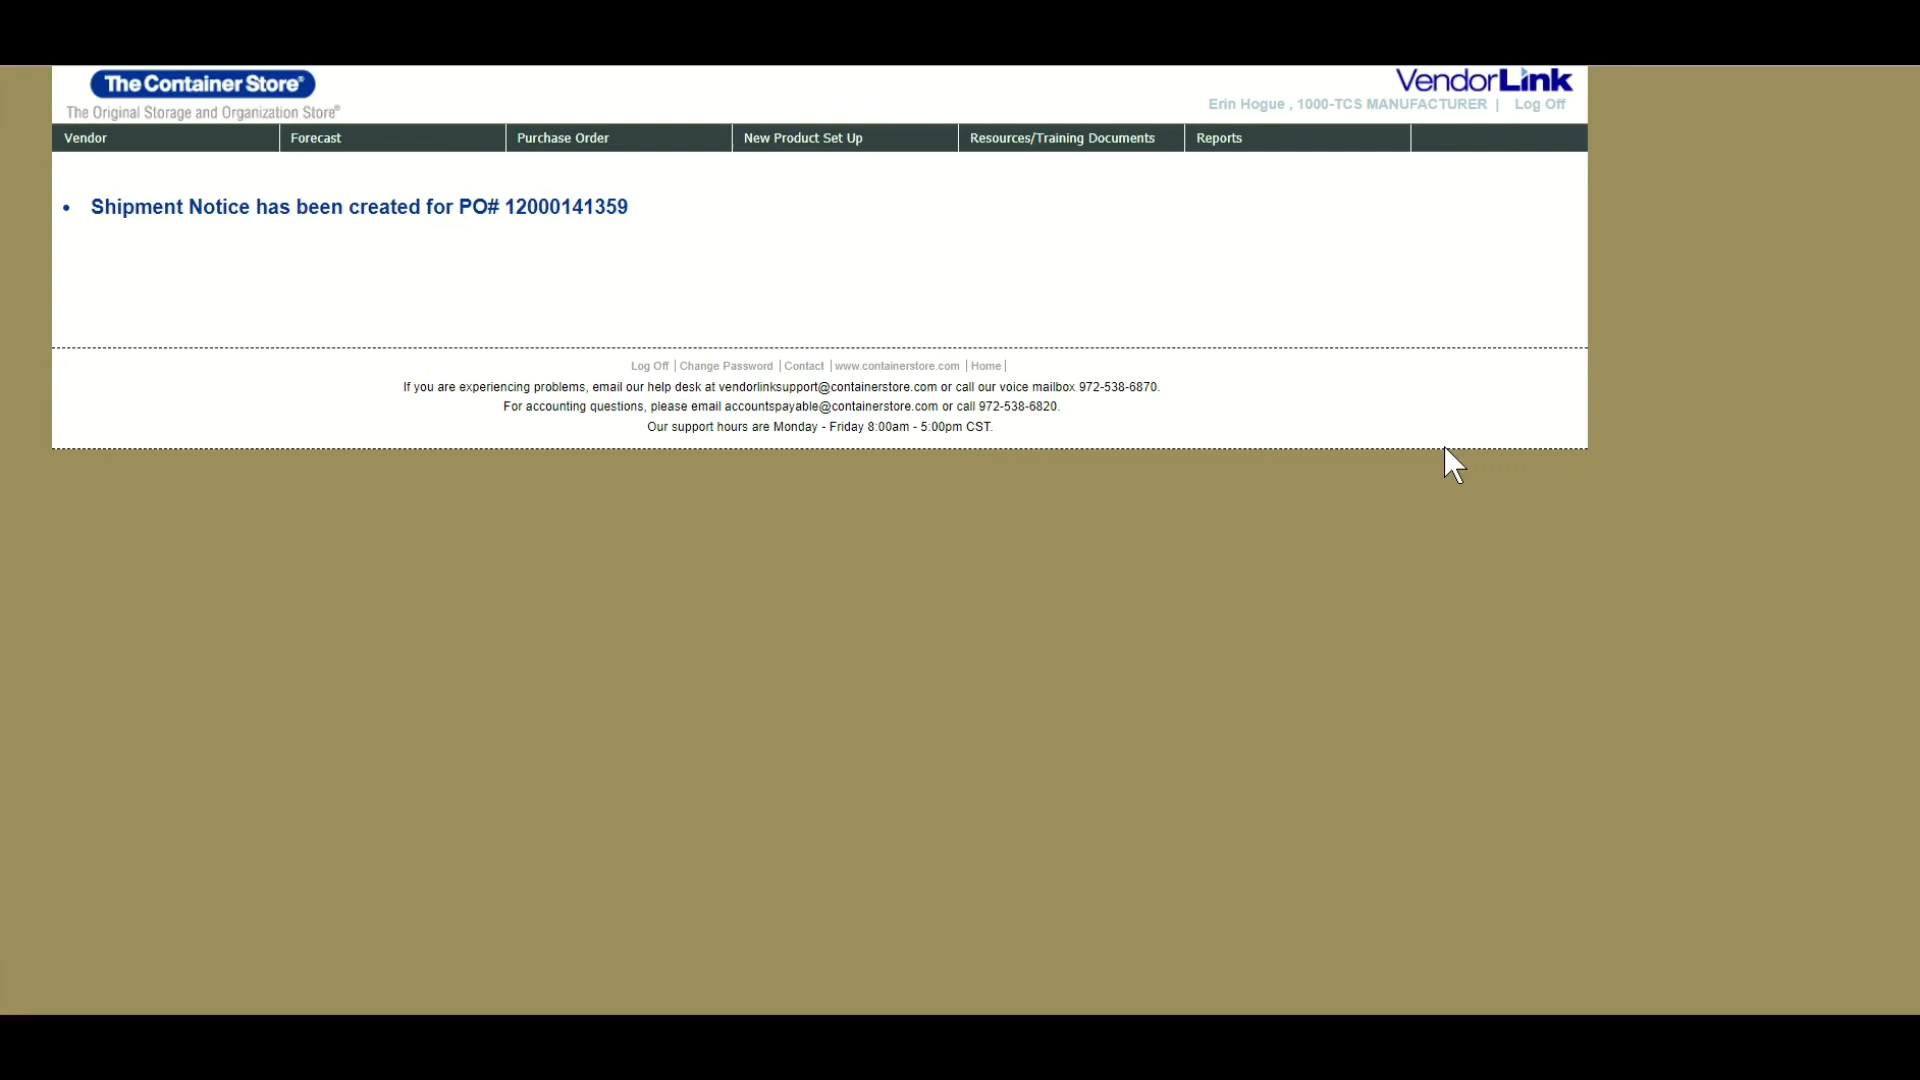 The Container Store®
The Original Storage and Organization Store®
VendorLink
Erin Hogue , 1000-TCS MANUFACTURER | Log Off
Vendor Forecast Purchase Order New Product Set Up Resources/Training Documents Reports
• Shipment Notice has been created for PO# 12000141359
Log Off | Change Password | Contact | www.containerstore.com | Home |
If you are experiencing problems, email our help desk at vendorlinksupport@containerstore.com or call our voice mailbox 972-538-6870.
For accounting questions, please email accountspayable@containerstore.com or call 972-538-6820.
Our support hours are Monday - Friday 8:00am - 5:00pm CST.